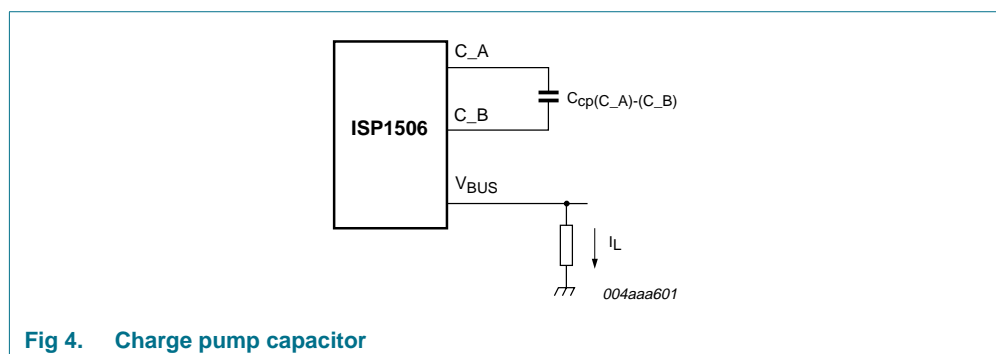 C_A
Ccp(C_A)-(C_B)
C_B
ISP1506
VBUS
IL
004aaa601
Fig 4. Charge pump capacitor